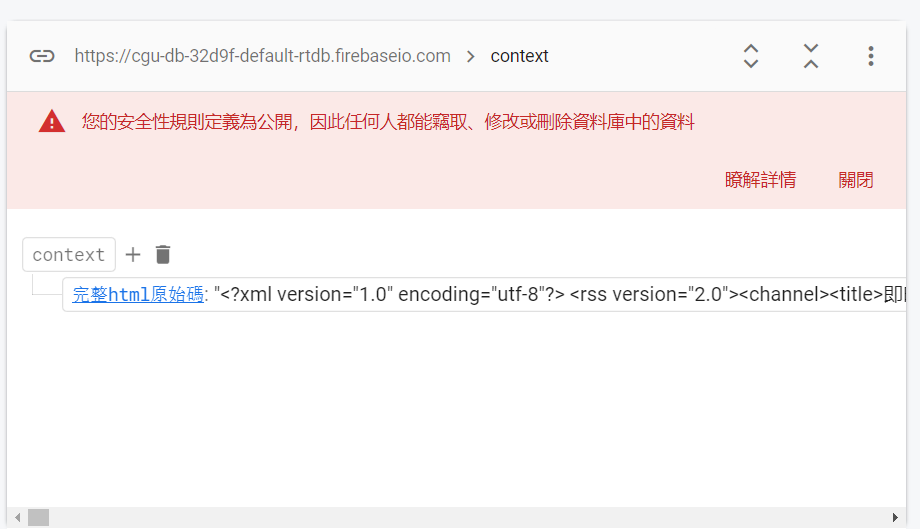 https://cgu-db-32d9f-default-rtdb.firebaseio.com > context
您的安全性規則定義為公開，因此任何人都能竊取、修改或刪除資料庫中的資料
瞭解詳情 關閉
context
完整html原始碼: "<?xml version="1.0" encoding="utf-8"?> <rss version="2.0"><channel><title>即